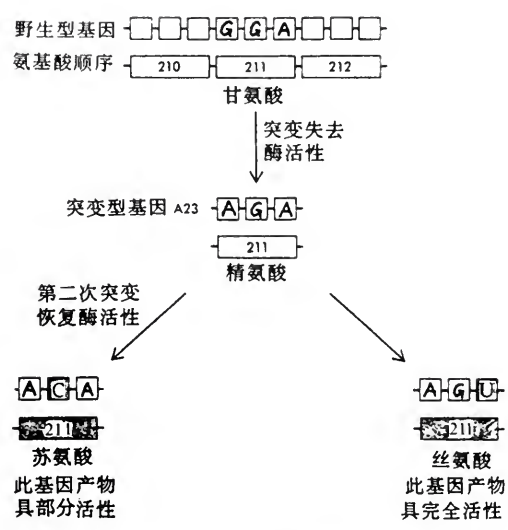 野生型基因 G G A
氨基酸顺序 210 211 212
甘氨酸
突变失去
酶活性
突变型基因 A23 A G A
211
精氨酸
第二次突变
恢复酶活性
A C A
211
苏氨酸
此基因产物
具部分活性
A G U
211
丝氨酸
此基因产物
具完全活性